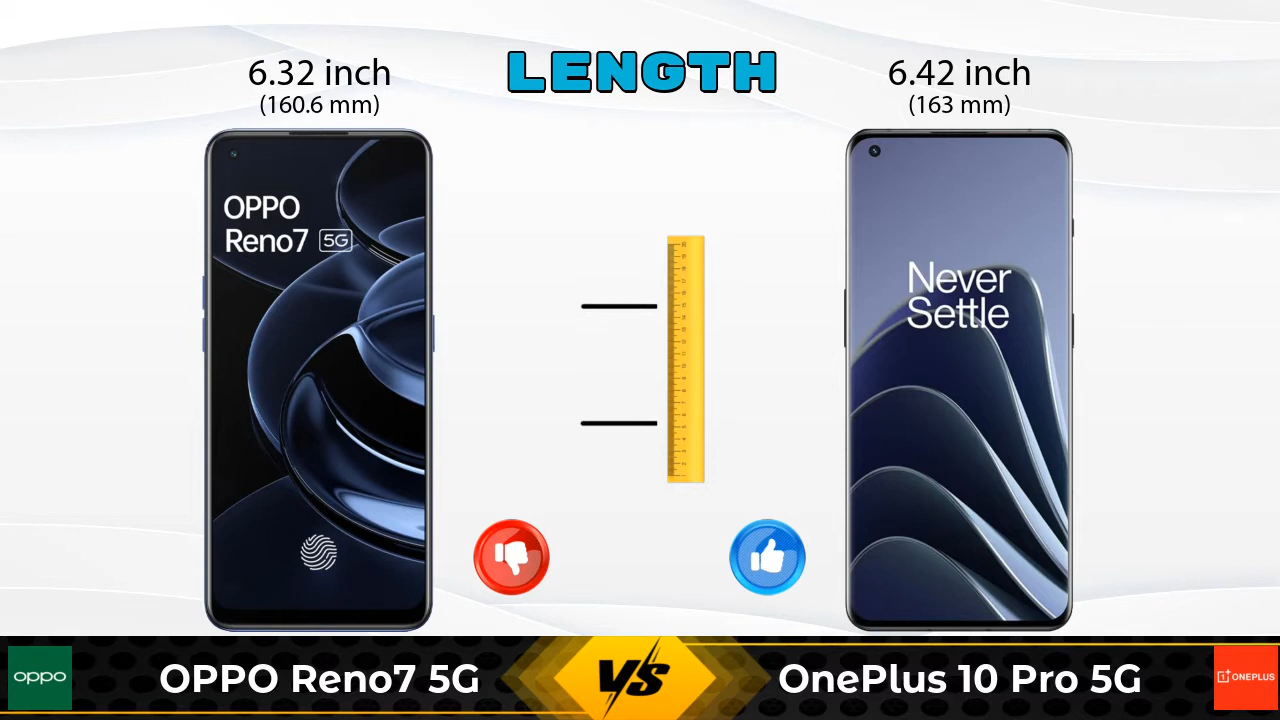 LENGTH
6.32 inch
(160.6 mm)
6.42 inch
(163 mm)
OPPO
Reno7 5G
Never
Settle
oppo
OPPO Reno7 5G
VS
OnePlus 10 Pro 5G
1+ ONEPLUS